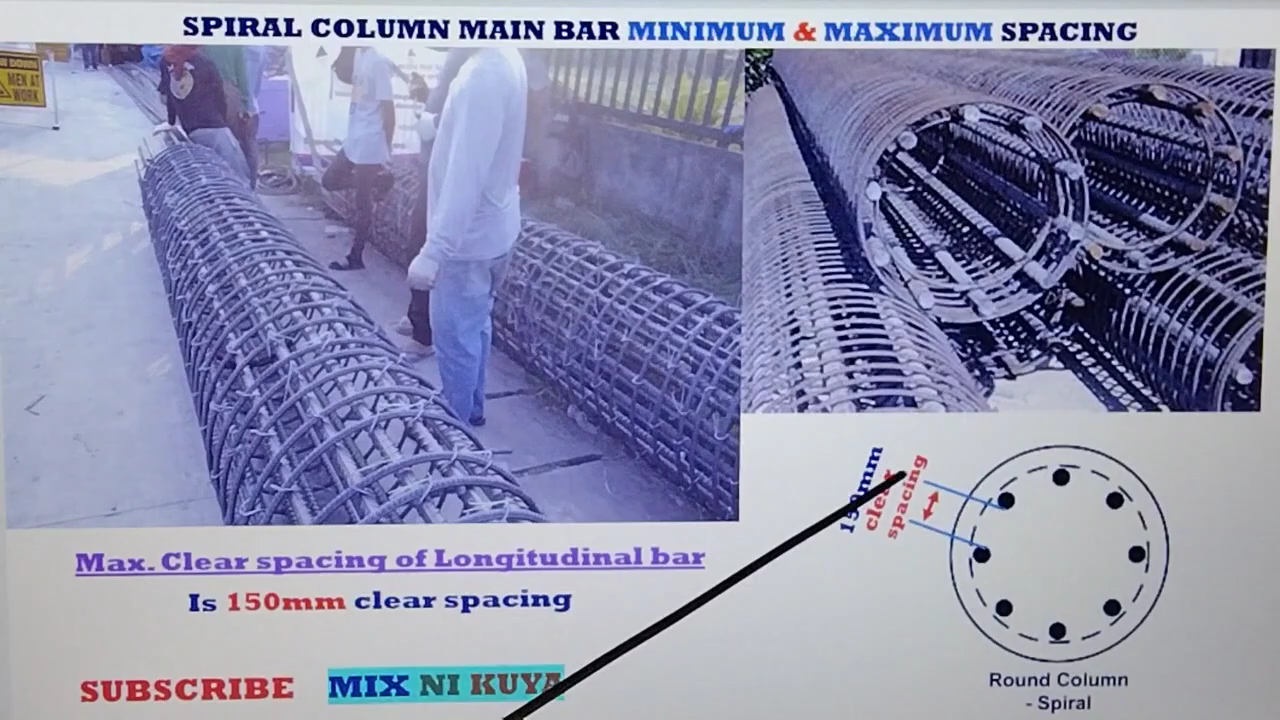 SPIRAL COLUMN MAIN BAR MINIMUM & MAXIMUM SPACING
MEN AT
WORK
150mm
clear
spacing
Max. Clear spacing of Longitudinal bar
Is 150mm clear spacing
SUBSCRIBE MIX NI KUYA
Round Column
- Spiral